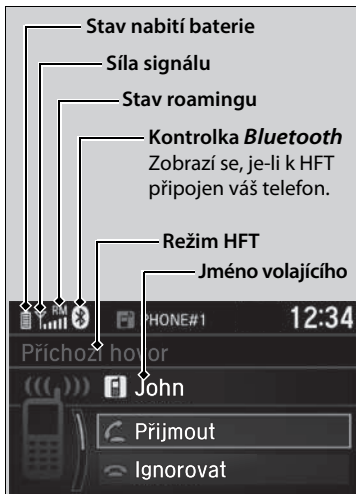 Stav nabití baterie
Síla signálu
Stav roamingu
Kontrolka Bluetooth
Zobrazí se, je-li k HFT
připojen váš telefon.
Režim HFT
Jméno volajícího
RM PHONE#1 12:34
Příchozí hovor
John
Přijmout
Ignorovat